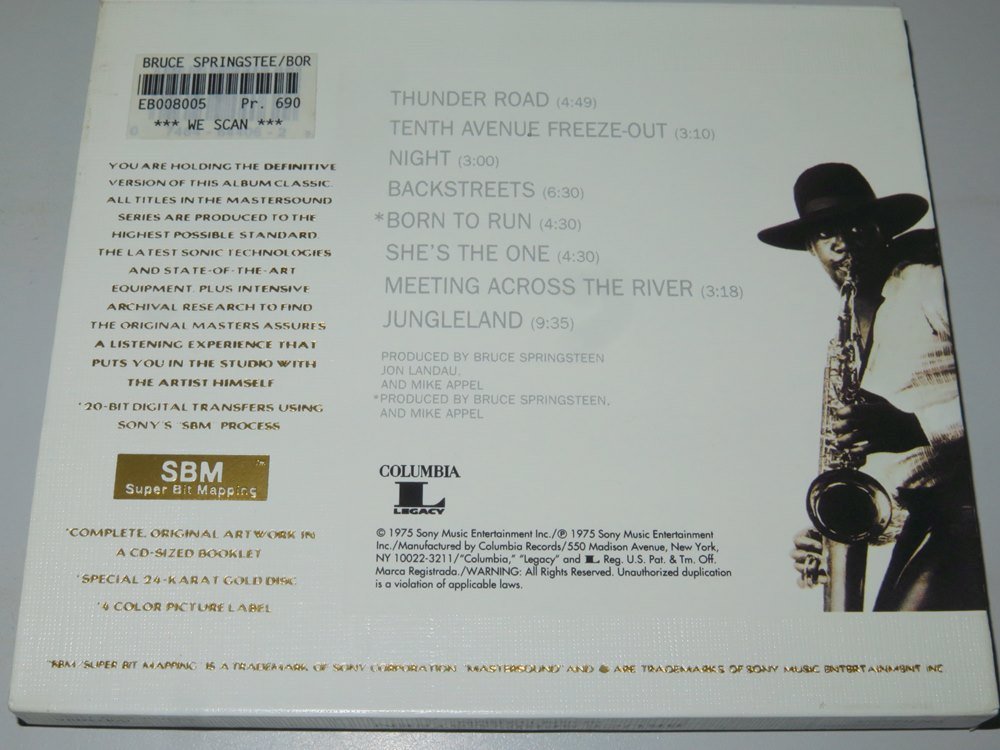 BRUCE SPRINGSTEE/BOR
EB008005 Pr. 690
*** WE SCAN ***
YOU ARE HOLDING THE DEFINITIVE
VERSION OF THIS ALBUM CLASSIC.
ALL TITLES IN THE MASTERSOUND
SERIES ARE PRODUCED TO THE
HIGHEST POSSIBLE STANDARD.
THE LATEST SONIC TECHNOLOGIES
AND STATE-OF-THE-ART
EQUIPMENT, PLUS INTENSIVE
ARCHIVAL RESEARCH TO FIND
THE ORIGINAL MASTERS ASSURES
A LISTENING EXPERIENCE THAT
PUTS YOU IN THE STUDIO WITH
THE ARTIST HIMSELF
*20-BIT DIGITAL TRANSFERS USING
SONY'S "SBM" PROCESS
SBM
Super Bit Mapping
*COMPLETE, ORIGINAL ARTWORK IN
A CD-SIZED BOOKLET
*SPECIAL 24-KARAT GOLD DISC
*4 COLOR PICTURE LABEL
THUNDER ROAD (4:49)
TENTH AVENUE FREEZE-OUT (3:10)
NIGHT (3:00)
BACKSTREETS (6:30)
*BORN TO RUN (4:30)
SHE'S THE ONE (4:30)
MEETING ACROSS THE RIVER (3:18)
JUNGLELAND (9:35)
PRODUCED BY BRUCE SPRINGSTEEN
JON LANDAU,
AND MIKE APPEL
*PRODUCED BY BRUCE SPRINGSTEEN,
AND MIKE APPEL
COLUMBIA
L
LEGACY
© 1975 Sony Music Entertainment Inc./℗ 1975 Sony Music Entertainment
Inc./Manufactured by Columbia Records/550 Madison Avenue, New York,
NY 10022-3211/"Columbia," "Legacy" and L Reg. U.S. Pat. & Tm. Off.
Marca Registrada./WARNING: All Rights Reserved. Unauthorized duplication
is a violation of applicable laws.
"SBM/SUPER BIT MAPPING" IS A TRADEMARK OF SONY CORPORATION. "MASTERSOUND" AND ARE TRADEMARKS OF SONY MUSIC ENTERTAINMENT INC.